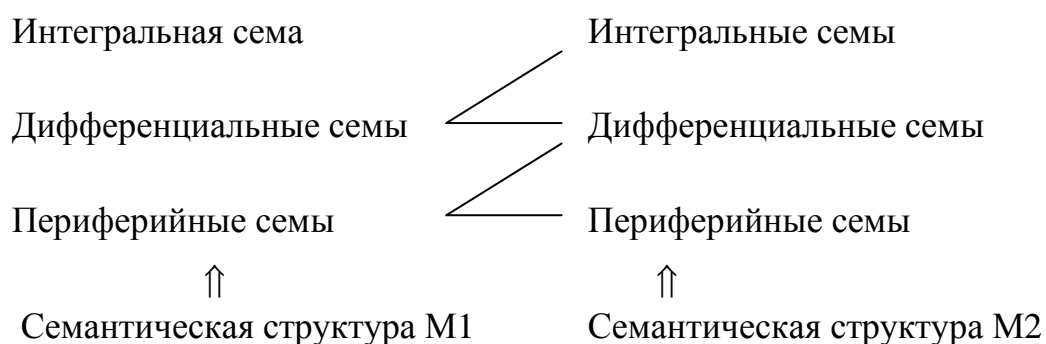 Интегральная сема Интегральные семы
Дифференциальные семы Дифференциальные семы
Периферийные семы Периферийные семы
⇑ ⇑
Семантическая структура М1 Семантическая структура М2